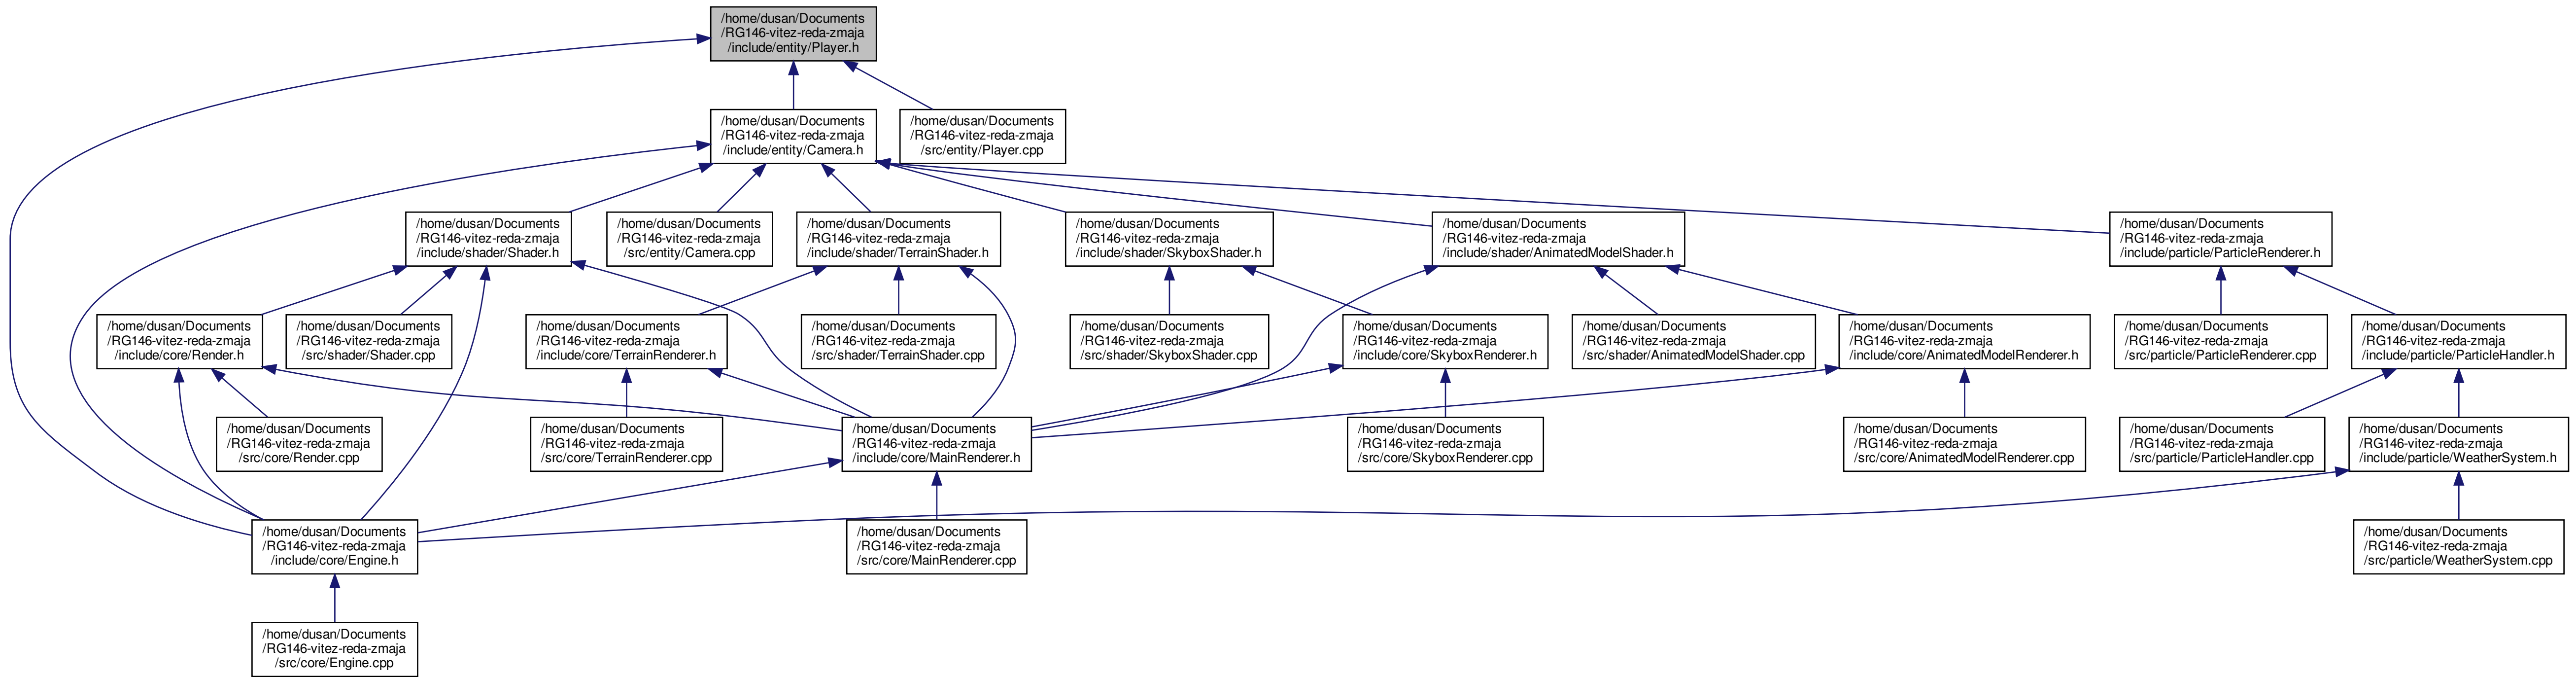 /home/dusan/Documents
/RG146-vitez-reda-zmaja
/include/entity/Player.h
/home/dusan/Documents
/RG146-vitez-reda-zmaja
/include/entity/Camera.h
/home/dusan/Documents
/RG146-vitez-reda-zmaja
/src/entity/Player.cpp
/home/dusan/Documents
/RG146-vitez-reda-zmaja
/include/shader/Shader.h
/home/dusan/Documents
/RG146-vitez-reda-zmaja
/src/entity/Camera.cpp
/home/dusan/Documents
/RG146-vitez-reda-zmaja
/include/shader/TerrainShader.h
/home/dusan/Documents
/RG146-vitez-reda-zmaja
/include/shader/SkyboxShader.h
/home/dusan/Documents
/RG146-vitez-reda-zmaja
/include/shader/AnimatedModelShader.h
/home/dusan/Documents
/RG146-vitez-reda-zmaja
/include/particle/ParticleRenderer.h
/home/dusan/Documents
/RG146-vitez-reda-zmaja
/include/core/Render.h
/home/dusan/Documents
/RG146-vitez-reda-zmaja
/src/shader/Shader.cpp
/home/dusan/Documents
/RG146-vitez-reda-zmaja
/include/core/TerrainRenderer.h
/home/dusan/Documents
/RG146-vitez-reda-zmaja
/src/shader/TerrainShader.cpp
/home/dusan/Documents
/RG146-vitez-reda-zmaja
/src/shader/SkyboxShader.cpp
/home/dusan/Documents
/RG146-vitez-reda-zmaja
/include/core/SkyboxRenderer.h
/home/dusan/Documents
/RG146-vitez-reda-zmaja
/src/shader/AnimatedModelShader.cpp
/home/dusan/Documents
/RG146-vitez-reda-zmaja
/include/core/AnimatedModelRenderer.h
/home/dusan/Documents
/RG146-vitez-reda-zmaja
/src/particle/ParticleRenderer.cpp
/home/dusan/Documents
/RG146-vitez-reda-zmaja
/include/particle/ParticleHandler.h
/home/dusan/Documents
/RG146-vitez-reda-zmaja
/src/core/Render.cpp
/home/dusan/Documents
/RG146-vitez-reda-zmaja
/src/core/TerrainRenderer.cpp
/home/dusan/Documents
/RG146-vitez-reda-zmaja
/include/core/MainRenderer.h
/home/dusan/Documents
/RG146-vitez-reda-zmaja
/src/core/SkyboxRenderer.cpp
/home/dusan/Documents
/RG146-vitez-reda-zmaja
/src/core/AnimatedModelRenderer.cpp
/home/dusan/Documents
/RG146-vitez-reda-zmaja
/src/particle/ParticleHandler.cpp
/home/dusan/Documents
/RG146-vitez-reda-zmaja
/include/particle/WeatherSystem.h
/home/dusan/Documents
/RG146-vitez-reda-zmaja
/include/core/Engine.h
/home/dusan/Documents
/RG146-vitez-reda-zmaja
/src/core/MainRenderer.cpp
/home/dusan/Documents
/RG146-vitez-reda-zmaja
/src/particle/WeatherSystem.cpp
/home/dusan/Documents
/RG146-vitez-reda-zmaja
/src/core/Engine.cpp